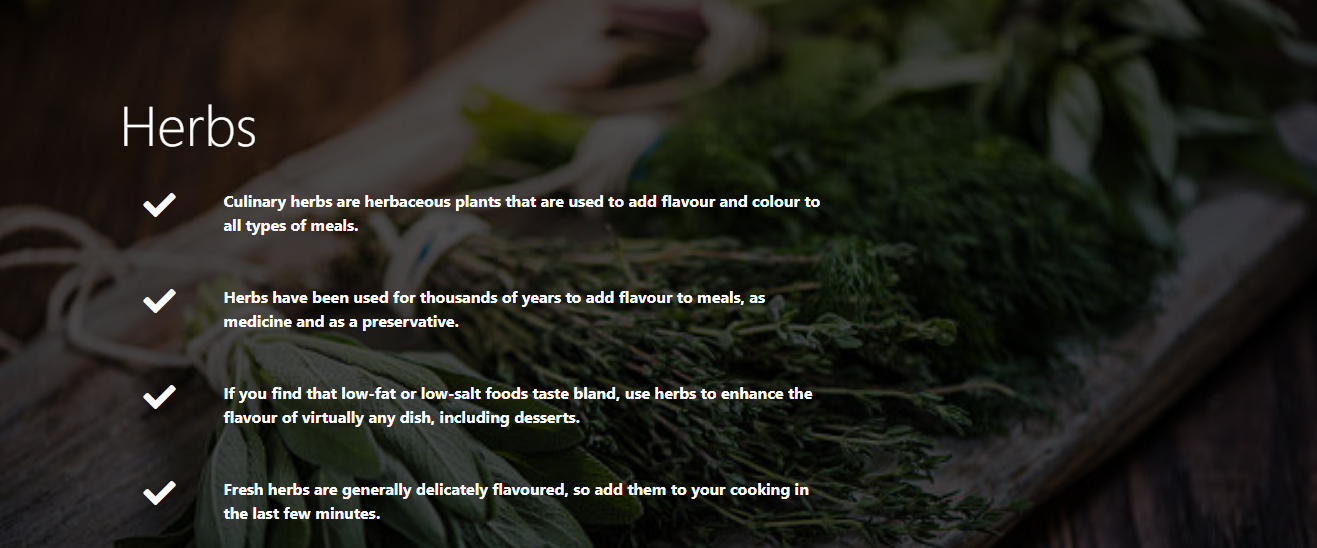 Herbs
Culinary herbs are herbaceous plants that are used to add flavour and colour to
all types of meals.
Herbs have been used for thousands of years to add flavour to meals, as
medicine and as a preservative.
If you find that low-fat or low-salt foods taste bland, use herbs to enhance the
flavour of virtually any dish, including desserts.
Fresh herbs are generally delicately flavoured, so add them to your cooking in
the last few minutes.